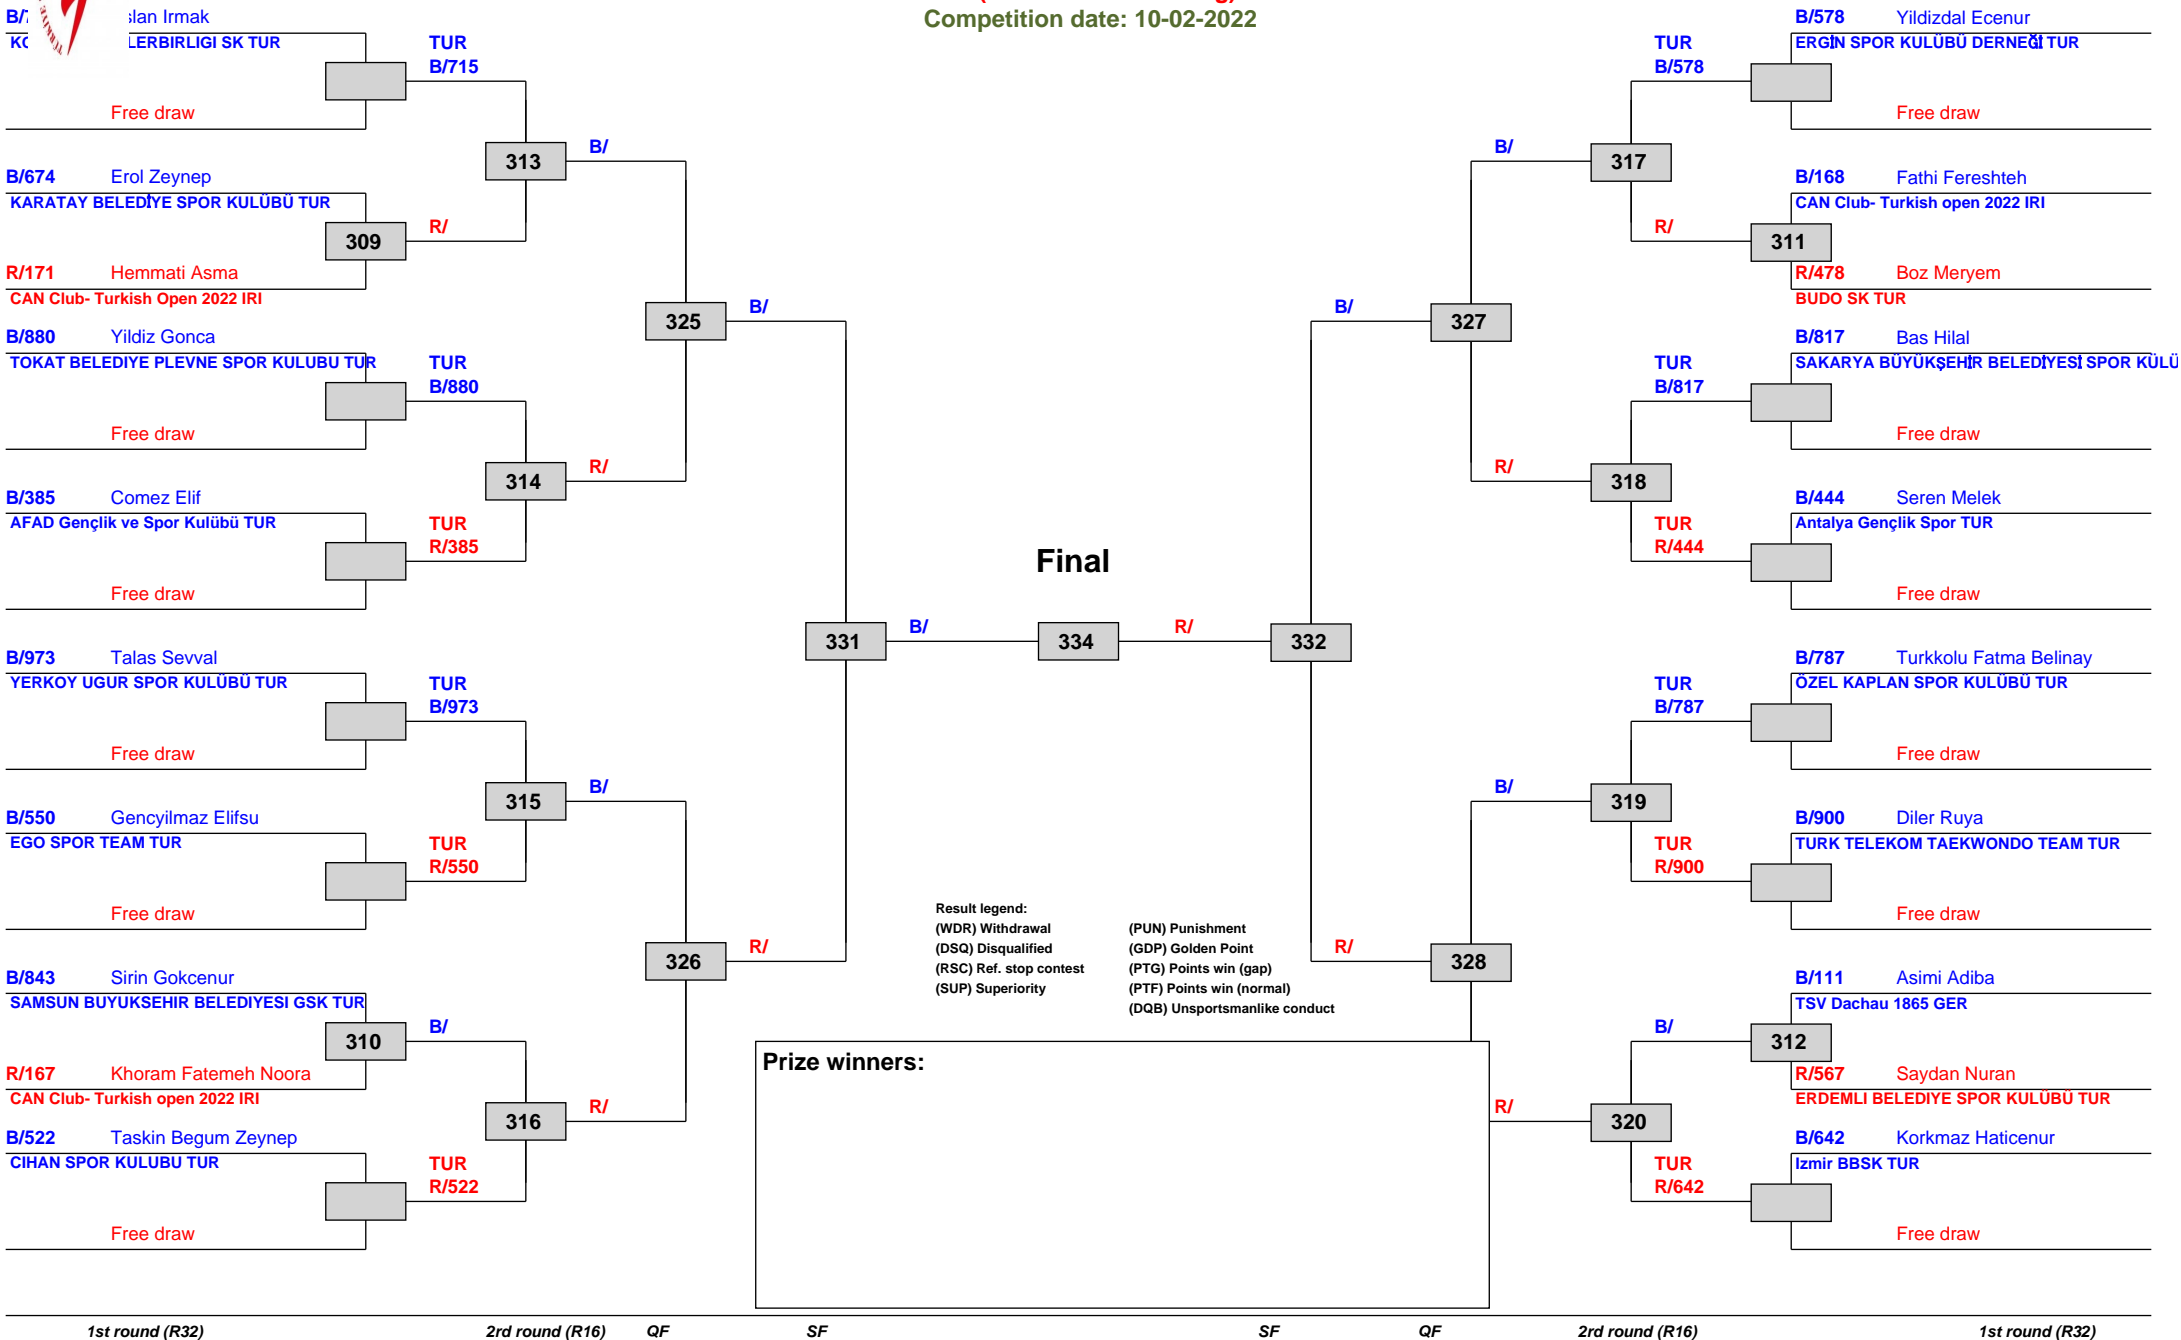 Competition date: 10-02-2022
Irmak
LERBIRLIGI SK TUR
Free draw
TUR
B/715
B/674 Erol Zeynep
KARATAY BELEDİYE SPOR KULÜBÜ TUR
309
R/
R/171 Hemmati Asma
CAN Club- Turkish Open 2022 IRI
313
B/
B/880 Yildiz Gonca
TOKAT BELEDIYE PLEVNE SPOR KULUBU TUR
TUR
B/880
Free draw
314
R/
B/385 Comez Elif
AFAD Gençlik ve Spor Kulübü TUR
TUR
R/385
Free draw
325
B/
B/973 Talas Sevval
YERKOY UGUR SPOR KULÜBÜ TUR
TUR
B/973
Free draw
315
B/
B/550 Gencyilmaz Elifsu
EGO SPOR TEAM TUR
TUR
R/550
Free draw
326
R/
B/843 Sirin Gokcenur
SAMSUN BUYUKSEHIR BELEDIYESI GSK TUR
310
B/
R/167 Khoram Fatemeh Noora
CAN Club- Turkish open 2022 IRI
316
R/
B/522 Taskin Begum Zeynep
CIHAN SPOR KULUBU TUR
TUR
R/522
Free draw
Final
331
B/
334
R/
332
Result legend:
(WDR) Withdrawal (PUN) Punishment
(DSQ) Disqualified (GDP) Golden Point
(RSC) Ref. stop contest (PTG) Points win (gap)
(SUP) Superiority (PTF) Points win (normal)
(DQB) Unsportsmanlike conduct
Prize winners:
B/578 Yildizdal Ecenur
ERGİN SPOR KULÜBÜ DERNEĞİ TUR
TUR
B/578
Free draw
B/
317
B/168 Fathi Fereshteh
CAN Club- Turkish open 2022 IRI
R/
311
R/478 Boz Meryem
BUDO SK TUR
B/
327
B/817 Bas Hilal
SAKARYA BÜYÜKŞEHİR BELEDİYESİ SPOR KÜLÜ
TUR
B/817
Free draw
R/
318
B/444 Seren Melek
Antalya Gençlik Spor TUR
TUR
R/444
Free draw
B/787 Turkkolu Fatma Belinay
ÖZEL KAPLAN SPOR KULÜBÜ TUR
TUR
B/787
Free draw
B/
319
B/900 Diler Ruya
TURK TELEKOM TAEKWONDO TEAM TUR
TUR
R/900
Free draw
R/
328
B/111 Asimi Adiba
TSV Dachau 1865 GER
B/
312
R/567 Saydan Nuran
ERDEMLI BELEDIYE SPOR KULÜBÜ TUR
R/
320
B/642 Korkmaz Haticenur
Izmir BBSK TUR
TUR
R/642
Free draw
1st round (R32) 2rd round (R16) QF SF SF QF 2rd round (R16) 1st round (R32)